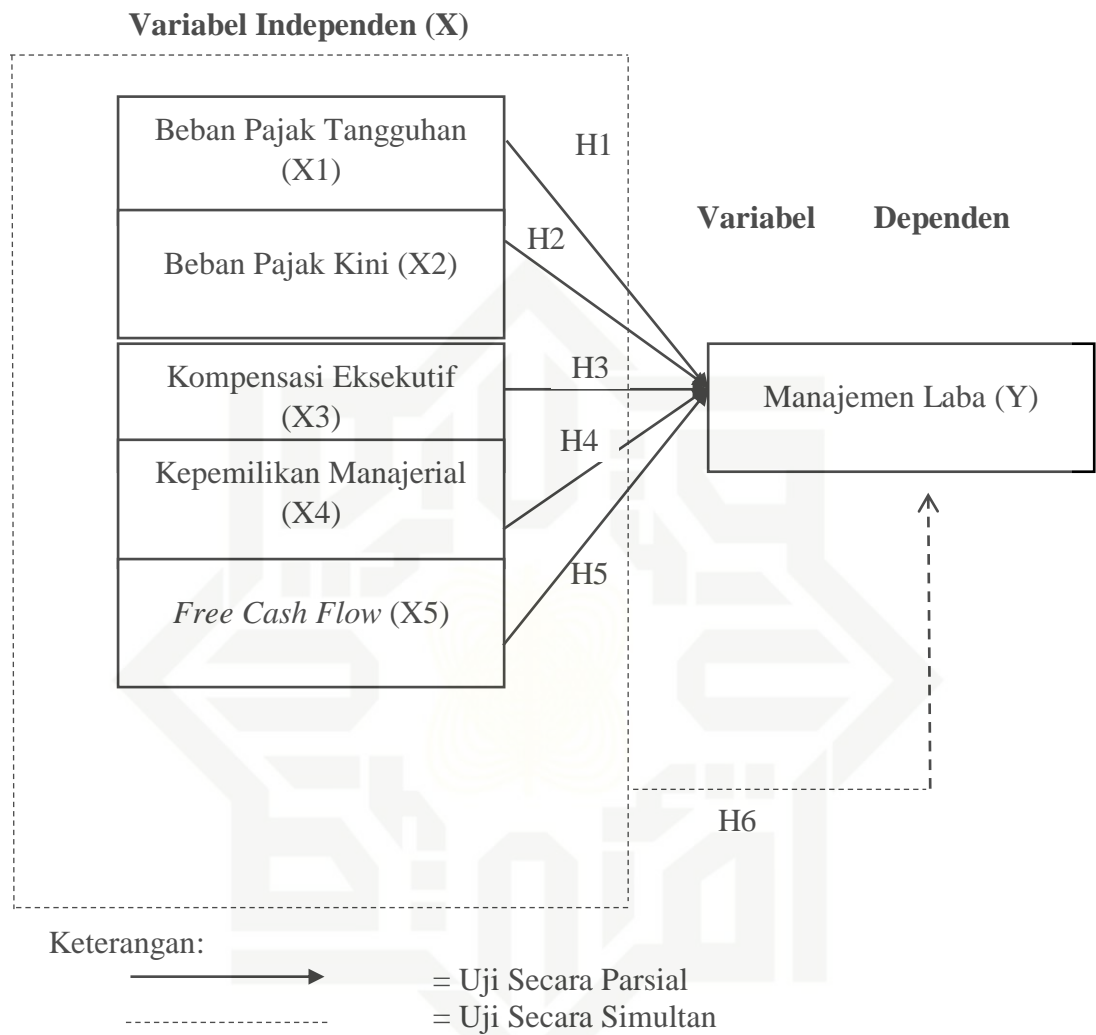 Variabel Independen (X)
Beban Pajak Tangguhan
(X1)
H1
Variabel Dependen
H2
Beban Pajak Kini (X2)
Kompensasi Eksekutif
(X3)
H3
Manajemen Laba (Y)
H4
Kepemilikan Manajerial
(X4)
H5
Free Cash Flow (X5)
H6
Keterangan:
= Uji Secara Parsial
= Uji Secara Simultan